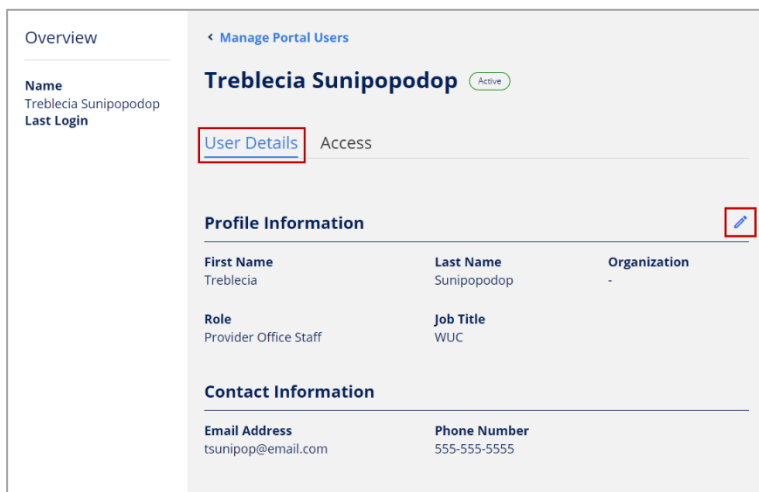 Overview
Name
Treblecia Sunipopodop
Last Login
‹ Manage Portal Users
Treblecia Sunipopodop Active
User Details Access
Profile Information
First Name Last Name Organization
Treblecia Sunipopodop -
Role Job Title
Provider Office Staff WUC
Contact Information
Email Address Phone Number
tsunipop@email.com 555-555-5555